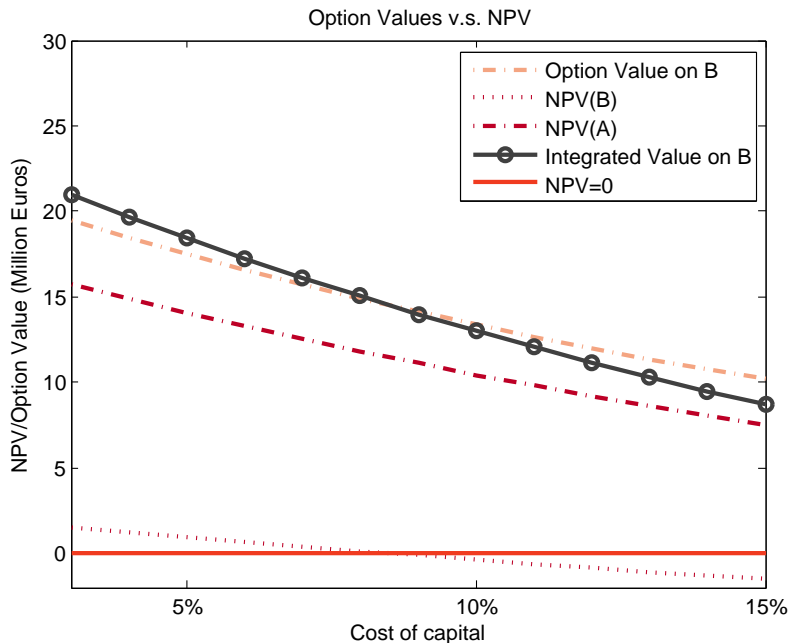 Option Values v.s. NPV
NPV/Option Value (Million Euros)
30
25
20
15
10
5
0
Option Value on B
NPV(B)
NPV(A)
Integrated Value on B
NPV=0
5%
10%
15%
Cost of capital